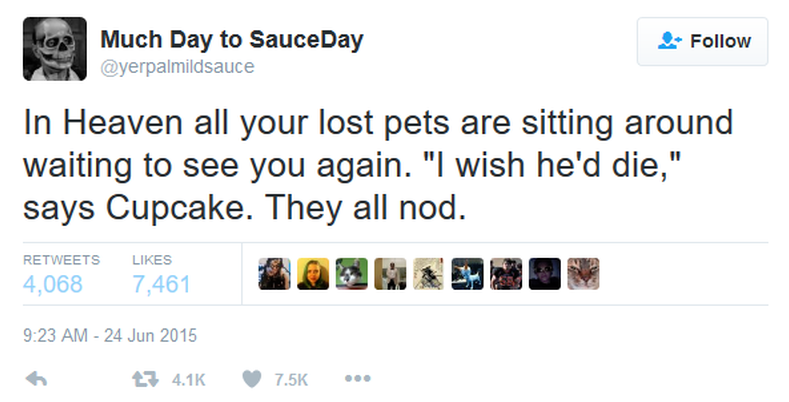 Much Day to SauceDay
Follow
@yerpalmildsauce
In Heaven all your lost pets are sitting around
waiting to see you again. "I wish he'd die,"
says Cupcake. They all nod.
RETWEETS LIKES
4,068 7,461
9:23 AM - 24 Jun 2015
4.1K 7.5K